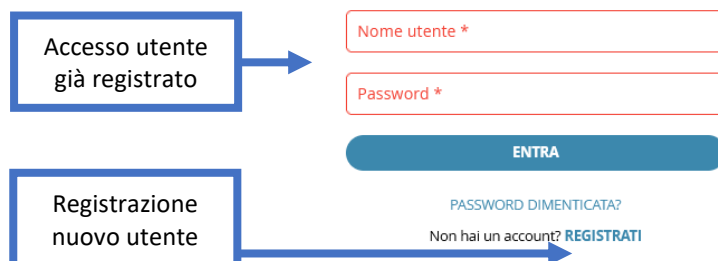 Accesso utente
già registrato
Nome utente *
Password *
ENTRA
Registrazione
nuovo utente
PASSWORD DIMENTICATA?
Non hai un account? REGISTRATI